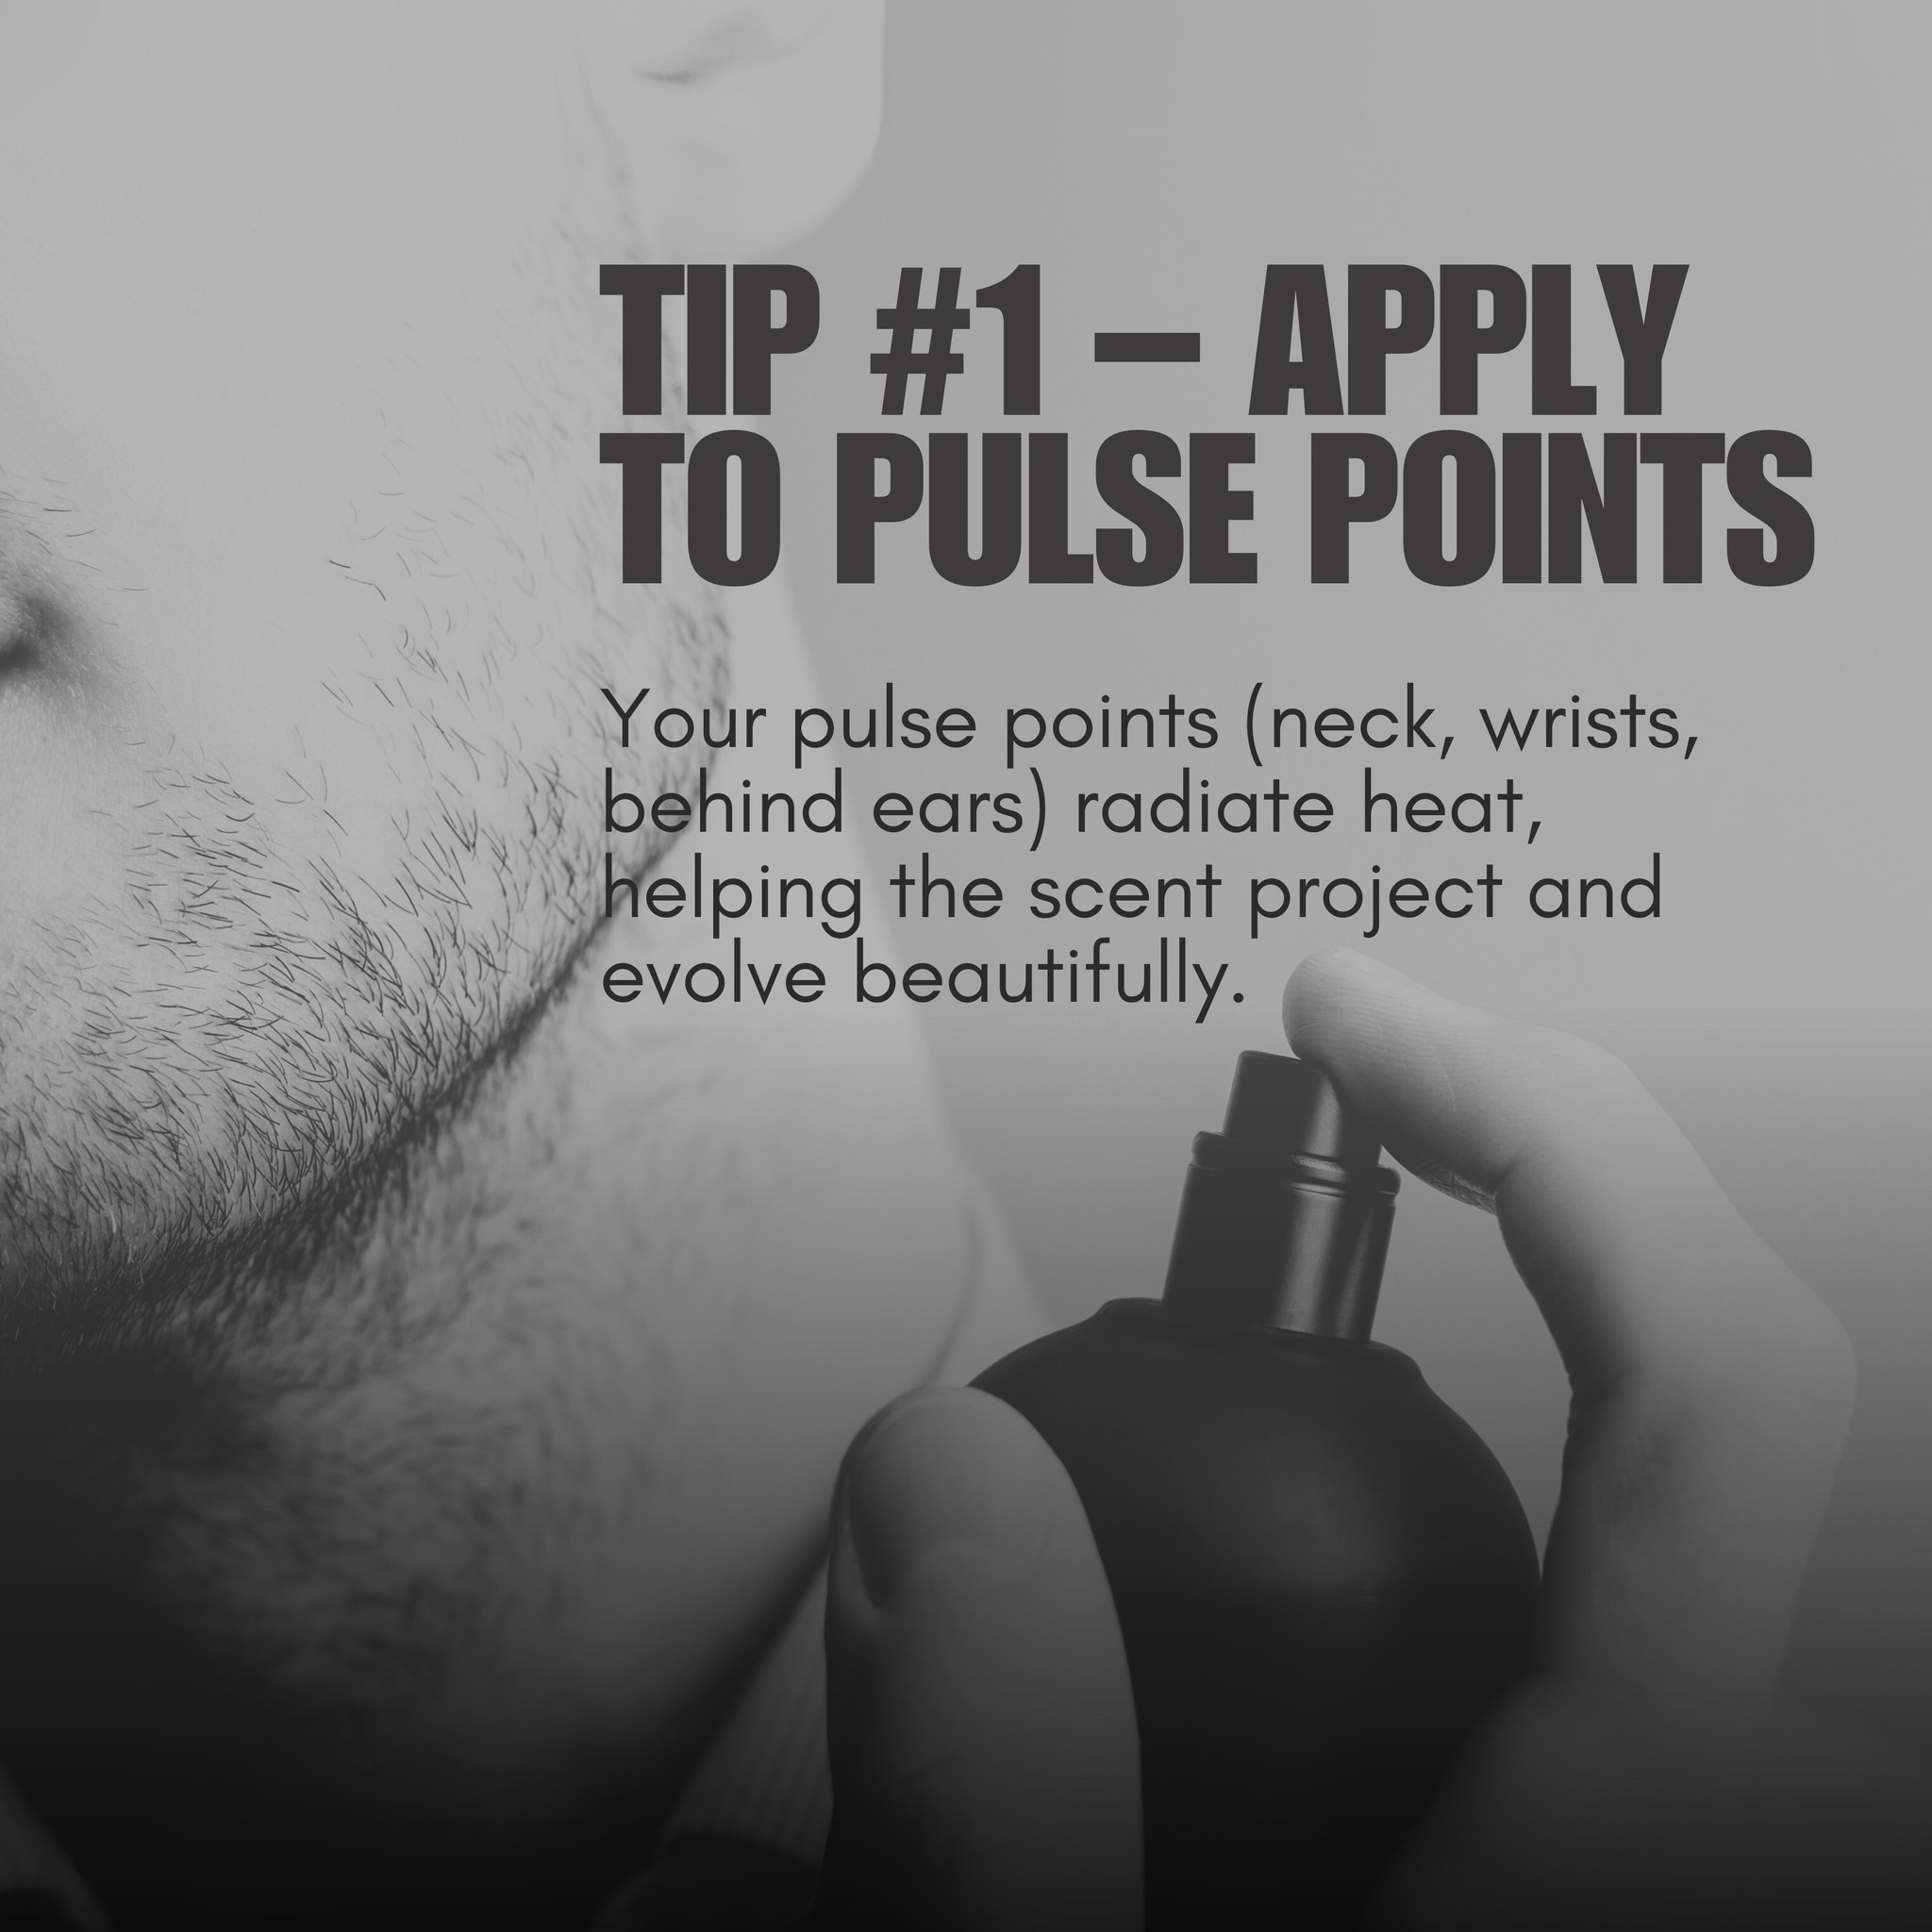 TIP #1 – APPLY
TO PULSE POINTS
Your pulse points (neck, wrists,
behind ears) radiate heat,
helping the scent project and
evolve beautifully.